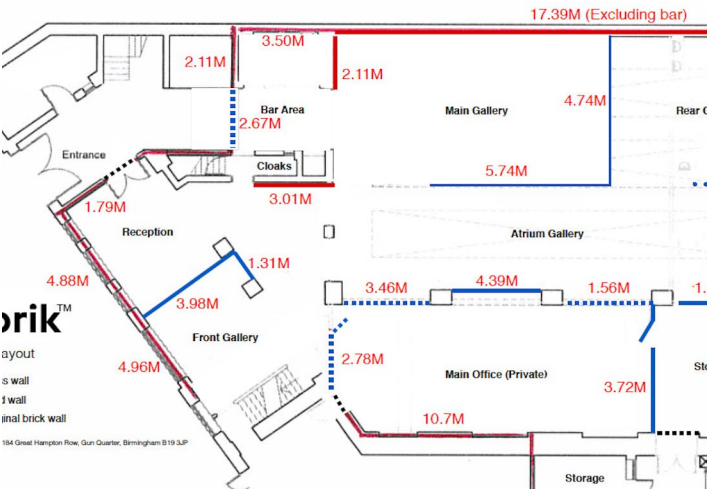 17.39M (Excluding bar)
3.50M
2.11M
2.11M
Bar Area
Main Gallery
4.74M
Rear
2.67M
Entrance
Cloaks
5.74M
1.79M
3.01M
Reception
Atrium Gallery
1.31M
4.88M
3.98M
3.46M
4.39M
1.56M
rik™
ayout
Front Gallery
4.96M
2.78M
Main Office (Private)
3.72M
s wall
wall
ginal brick wall
10.7M
184 Great Hampton Row, Gun Quarter, Birmingham B19 3JP
Storage